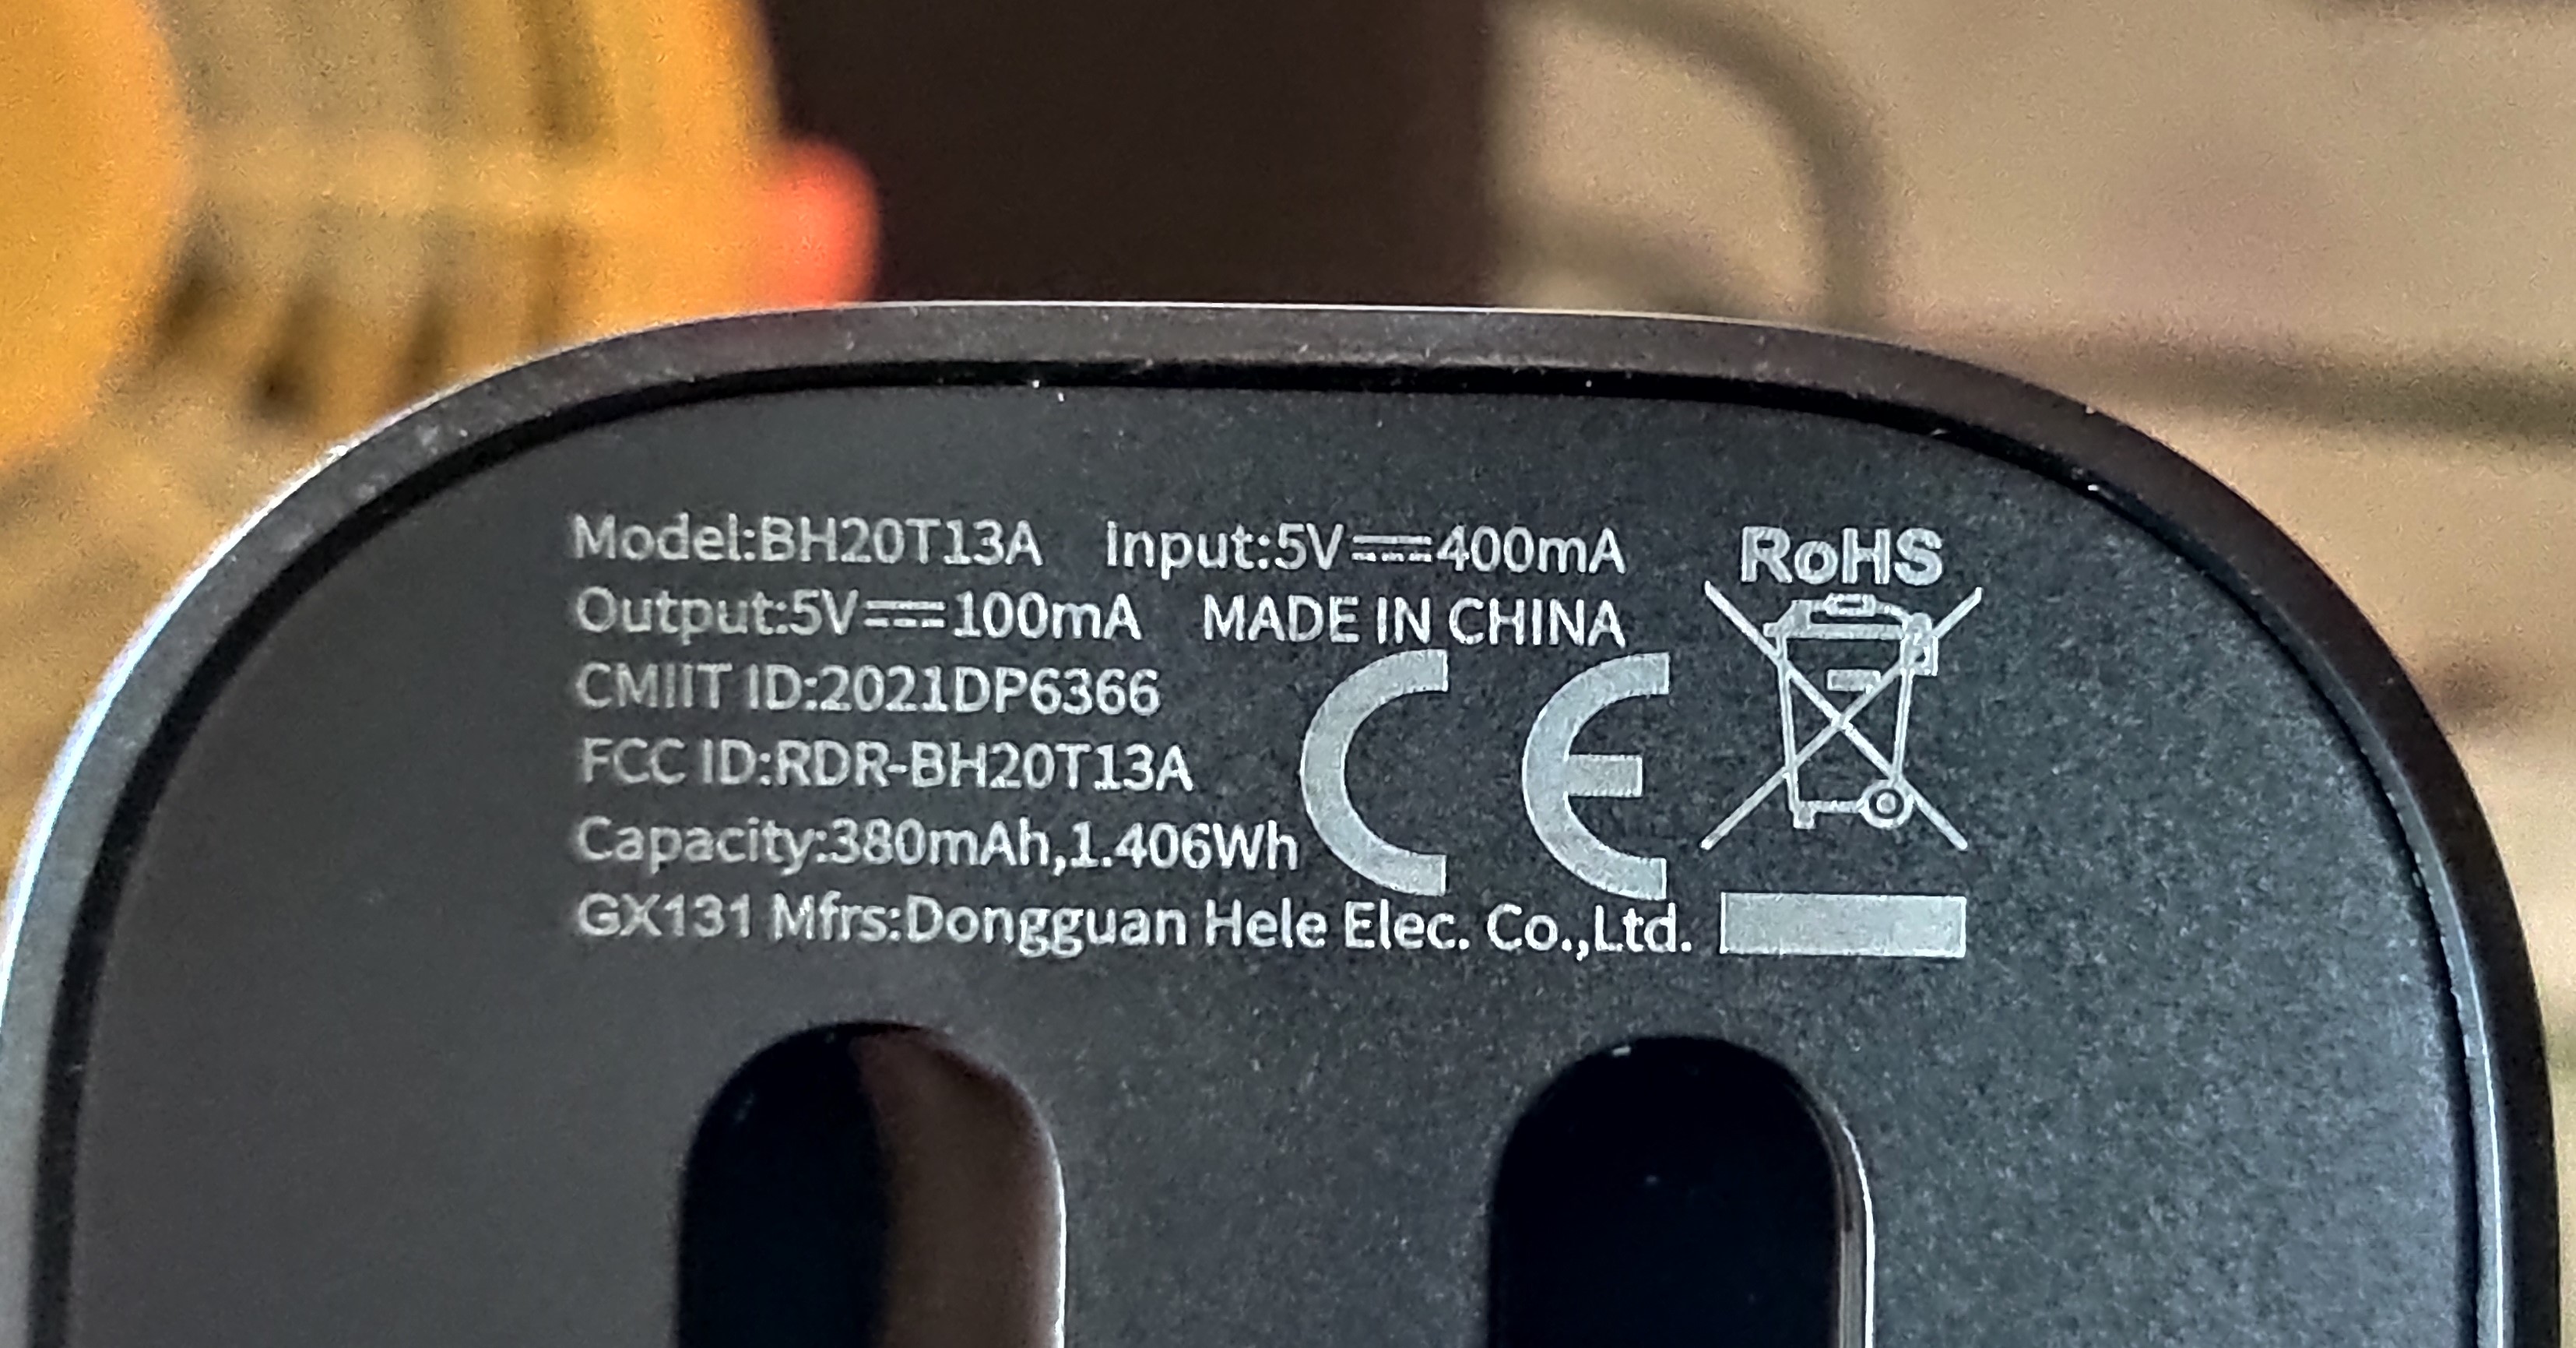 Model:BH20T13A Input:5V⎓400mA
Output:5V⎓100mA MADE IN CHINA
CMIIT ID:2021DP6366
FCC ID:RDR-BH20T13A
Capacity:380mAh,1.406Wh
GX131 Mfrs:Dongguan Hele Elec. Co.,Ltd.
CE
RoHS